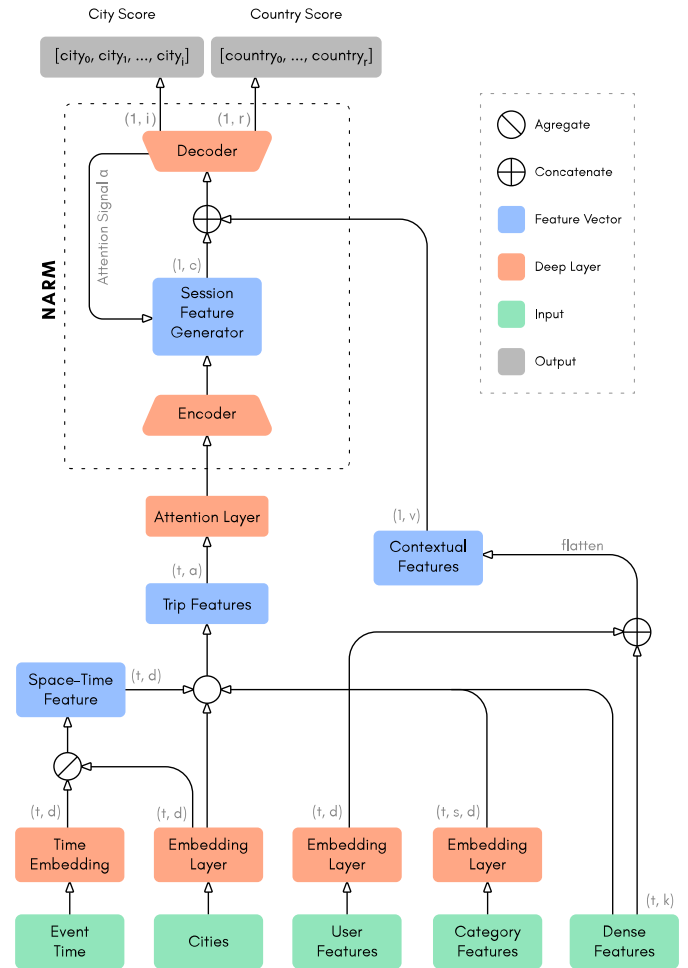 City Score
Country Score
[city₀, city₁, ..., cityᵢ]
[country₀, ..., countryᵣ]
(1, i)
(1, r)
Decoder
Attention Signal α
NARM
(1, c)
Session
Feature
Generator
Encoder
Attention Layer
(t, a)
Trip Features
(1, v)
Contextual
Features
flatten
Space-Time
Feature
(t, d)
(t, d)
(t, d)
(t, d)
(t, s, d)
Time
Embedding
Embedding
Layer
Embedding
Layer
Embedding
Layer
(t, k)
Event
Time
Cities
User
Features
Category
Features
Dense
Features
Agregate
Concatenate
Feature Vector
Deep Layer
Input
Output